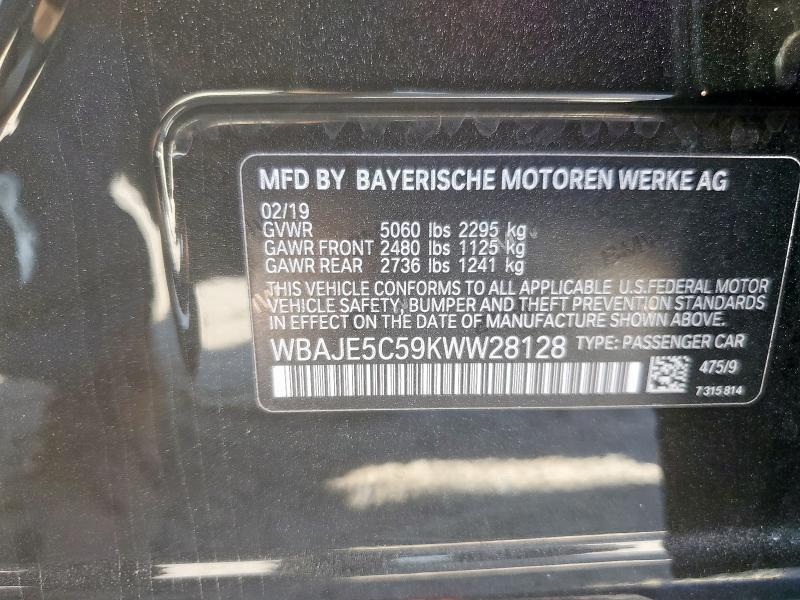 MFD BY BAYERISCHE MOTOREN WERKE AG
02/19
GVWR 5060 lbs 2295 kg
GAWR FRONT 2480 lbs 1125 kg
GAWR REAR 2736 lbs 1241 kg
THIS VEHICLE CONFORMS TO ALL APPLICABLE U.S.FEDERAL MOTOR
VEHICLE SAFETY, BUMPER AND THEFT PREVENTION STANDARDS
IN EFFECT ON THE DATE OF MANUFACTURE SHOWN ABOVE.
WBAJE5C59KWW28128 TYPE: PASSENGER CAR
475/9
7 315 814